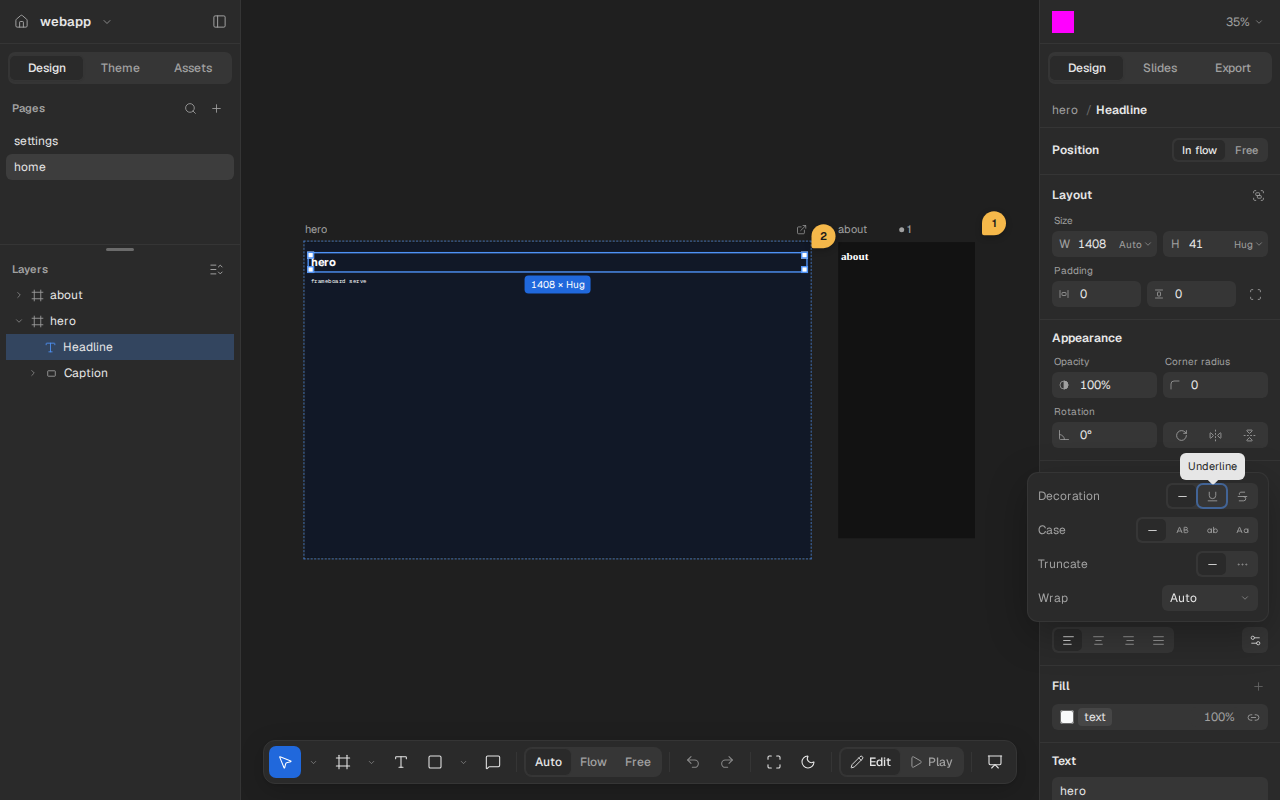 webapp
Design Theme Assets
Pages
settings
home
Layers
about
hero
Headline
Caption
hero
2
about
1
1
hero
frameboard serve
1408 × Hug
about
Auto Flow Free
Edit Play
35%
Design Slides Export
hero / Headline
Position In flow Free
Layout
Size
W 1408 Auto H 41 Hug
Padding
0 0
Appearance
Opacity Corner radius
100% 0
Rotation
0°
Underline
Decoration
Case AB ab Aa
Truncate
Wrap Auto
Fill
text 100%
Text
hero